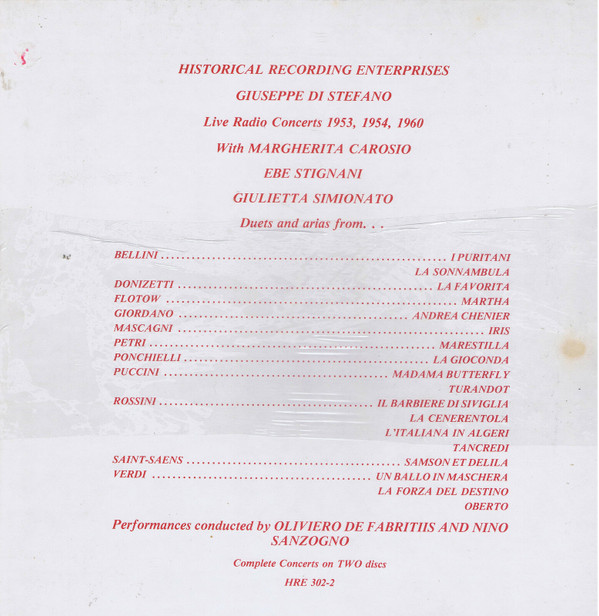 HISTORICAL RECORDING ENTERPRISES
GIUSEPPE DI STEFANO
Live Radio Concerts 1953, 1954, 1960
With MARGHERITA CAROSIO
EBE STIGNANI
GIULIETTA SIMIONATO
Duets and arias from. . .
BELLINI ........................................................ I PURITANI
LA SONNAMBULA
DONIZETTI ................................................... LA FAVORITA
FLOTOW ........................................................... MARTHA
GIORDANO .............................................. ANDREA CHENIER
MASCAGNI ............................................................ IRIS
PETRI ........................................................ MARESTILLA
PONCHIELLI ................................................ LA GIOCONDA
PUCCINI .............................................. MADAMA BUTTERFLY
TURANDOT
ROSSINI ........................................... IL BARBIERE DI SIVIGLIA
LA CENERENTOLA
L'ITALIANA IN ALGERI
TANCREDI
SAINT-SAENS ........................................... SAMSON ET DELILA
VERDI ............................................ UN BALLO IN MASCHERA
LA FORZA DEL DESTINO
OBERTO
Performances conducted by OLIVIERO DE FABRITIIS AND NINO
SANZOGNO
Complete Concerts on TWO discs
HRE 302-2